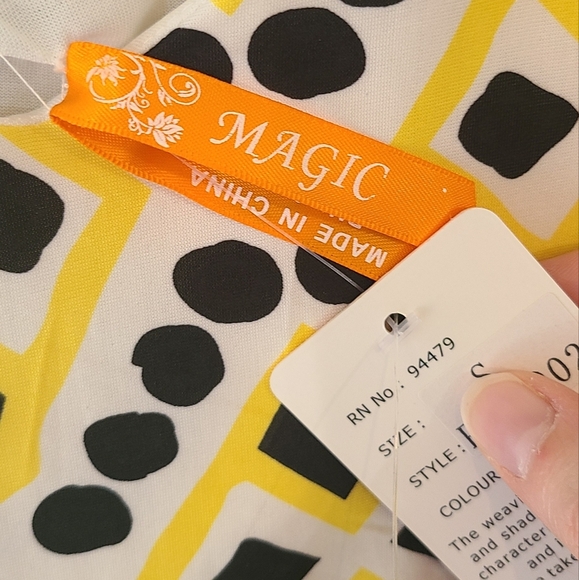 MAGIC
MADE IN CHINA
RN No : 94479
SIZE : S
STYLE :
COLOUR
The weav
and shad
character
and
take